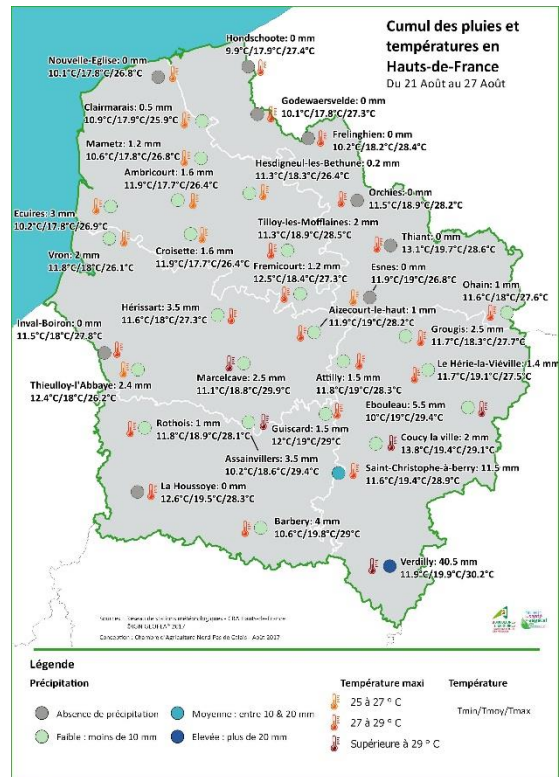 Cumul des pluies et
températures en
Hauts-de-France
Du 21 Août au 27 Août
Hondschoote: 0 mm
9.9°C/17.9°C/27.4°C
Nouvelle-Eglise: 0 mm
10.1°C/17.8°C/26.8°C
Godewaersvelde: 0 mm
10.1°C/17.8°C/27.3°C
Clairmarais: 0.5 mm
10.9°C/17.9°C/25.9°C
Frelinghien: 0 mm
10.2°C/18.2°C/28.4°C
Mametz: 1.2 mm
10.6°C/17.8°C/26.8°C
Hesdigneul-les-Bethune: 0.2 mm
11.3°C/18.3°C/26.4°C
Ambricourt: 1.6 mm
11.9°C/17.7°C/26.4°C
Orchies: 0 mm
11.5°C/18.9°C/28.2°C
Ecuires: 3 mm
10.2°C/17.8°C/26.9°C
Tilloy-les-Mofflaines: 2 mm
11.3°C/18.9°C/28.5°C
Thiant: 0 mm
13.1°C/19.7°C/28.6°C
Croisette: 1.6 mm
11.9°C/17.7°C/26.4°C
Vron: 2 mm
11.8°C/18°C/26.1°C
Fremicourt: 1.2 mm
12.5°C/18.4°C/27.3°C
Esnes: 0 mm
11.9°C/19°C/26.8°C
Ohain: 1 mm
11.6°C/18°C/27.6°C
Hérissart: 3.5 mm
11.6°C/18°C/27.3°C
Aizecourt-le-haut: 1 mm
11.9°C/19°C/28.2°C
Inval-Boiron: 0 mm
11.5°C/18°C/27.8°C
Grougis: 2.5 mm
11.7°C/18.3°C/27.7°C
Le Hérie-la-Viéville: 1.4 mm
11.7°C/19.1°C/27.5°C
Thieulloy-l'Abbaye: 2.4 mm
12.4°C/18°C/26.2°C
Marcelcave: 2.5 mm
11.1°C/18.8°C/29.9°C
Attilly: 1.5 mm
11.8°C/19°C/28.3°C
Ebouleau: 5.5 mm
10°C/19°C/29.4°C
Rothois: 1 mm
11.8°C/18.9°C/28.1°C
Guiscard: 1.5 mm
12°C/19°C/29°C
Coucy la ville: 2 mm
13.8°C/19.4°C/29.1°C
Assainvillers: 3.5 mm
10.2°C/18.6°C/29.4°C
Saint-Christophe-à-berry: 11.5 mm
11.6°C/19.4°C/28.9°C
La Houssoye: 0 mm
12.6°C/19.5°C/28.3°C
Barbery: 4 mm
10.6°C/19.8°C/29°C
Verdilly: 40.5 mm
11.9°C/19.9°C/30.2°C
Conception : Chambre d'Agriculture Nord-Pas de Calais - Août 2017
Légende
Précipitation
Absence de précipitation
Faible : moins de 10 mm
Moyenne : entre 10 & 20 mm
Elevée : plus de 20 mm
Température maxi
25 à 27 ° C
27 à 29 ° C
Supérieure à 29 ° C
Température
Tmin/Tmoy/Tmax